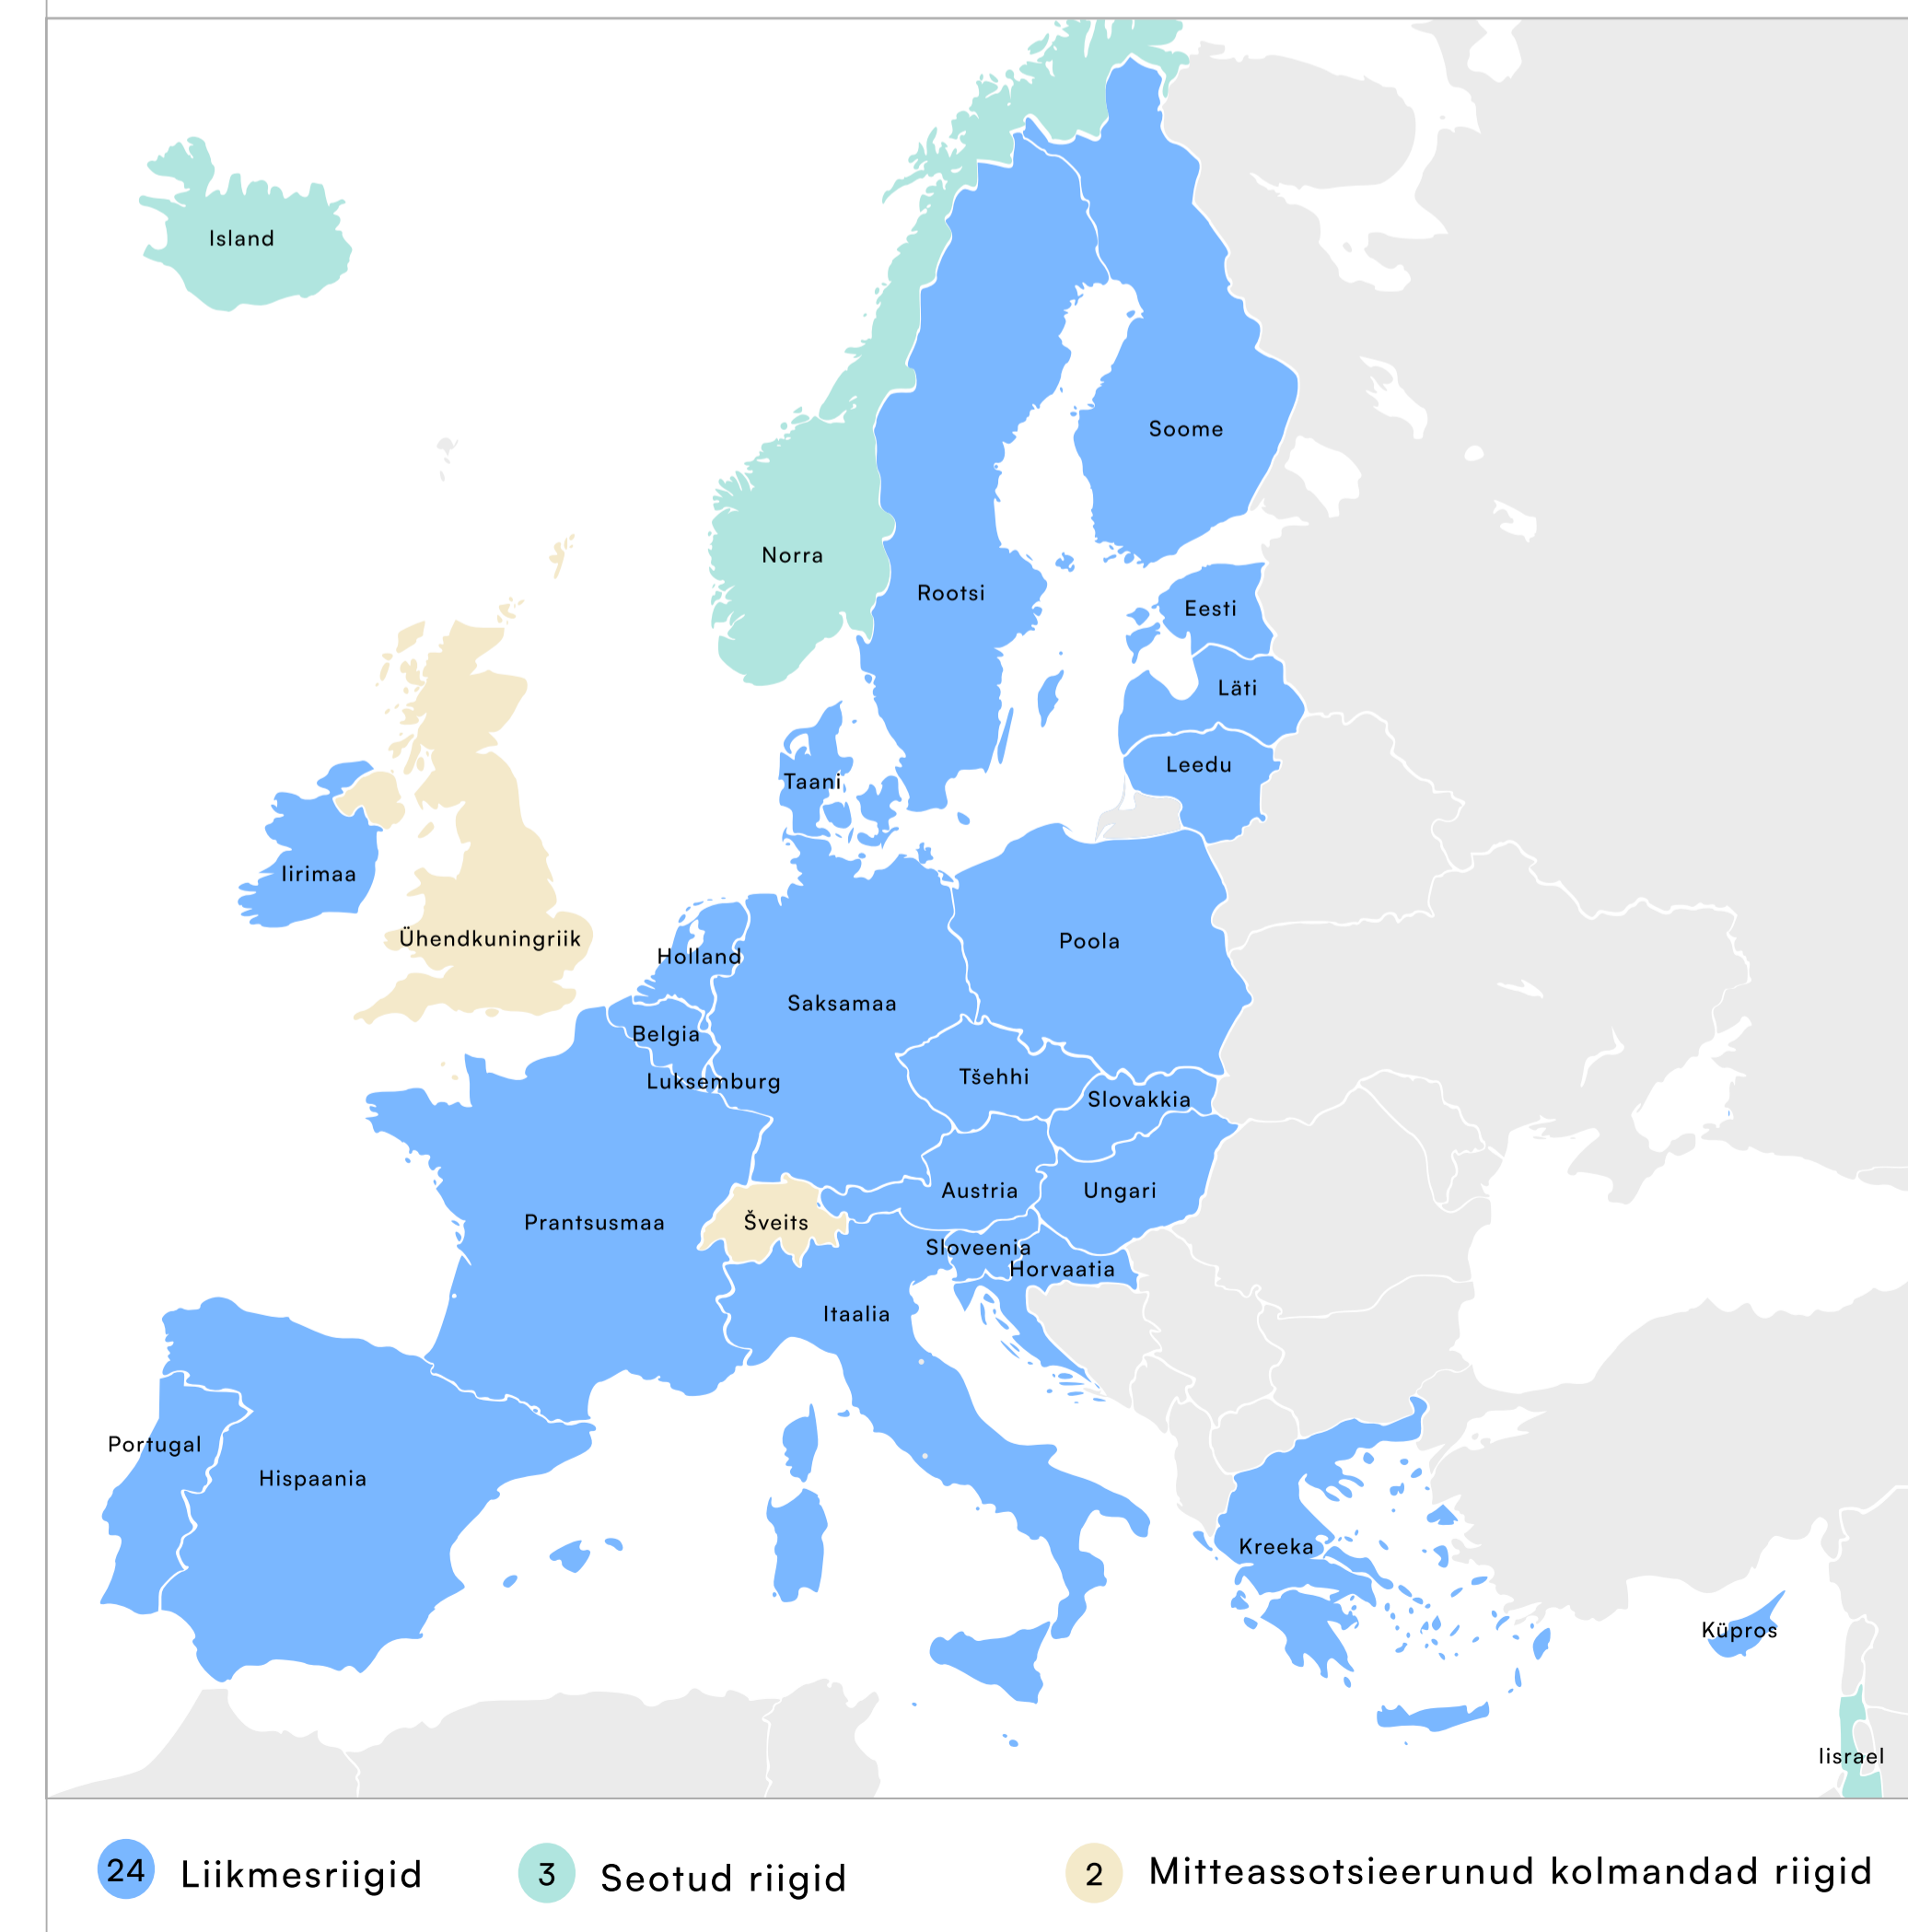 Island
Soome
Norra
Rootsi
Eesti
Läti
Leedu
Taani
Iirimaa
Ühendkuningriik
Poola
Holland
Saksamaa
Belgia
Tšehhi
Luksemburg
Slovakkia
Austria
Ungari
Prantsusmaa
Šveits
Sloveenia
Horvaatia
Itaalia
Portugal
Hispaania
Kreeka
Küpros
Iisrael
24 Liikmesriigid
3 Seotud riigid
2 Mitteassotsieerunud kolmandad riigid